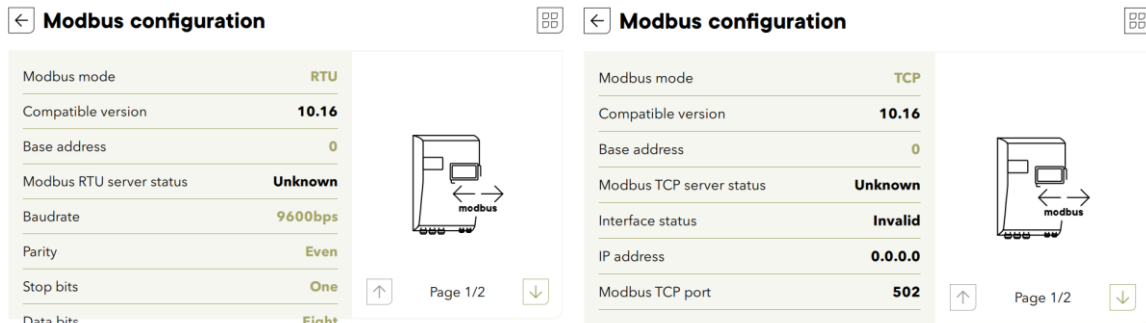 Modbus configuration
Modbus mode RTU
Compatible version 10.16
Base address 0
Modbus RTU server status Unknown
Baudrate 9600bps
Parity Even
Stop bits One
Data bits Eight
modbus
Page 1/2
Modbus configuration
Modbus mode TCP
Compatible version 10.16
Base address 0
Modbus TCP server status Unknown
Interface status Invalid
IP address 0.0.0.0
Modbus TCP port 502
modbus
Page 1/2